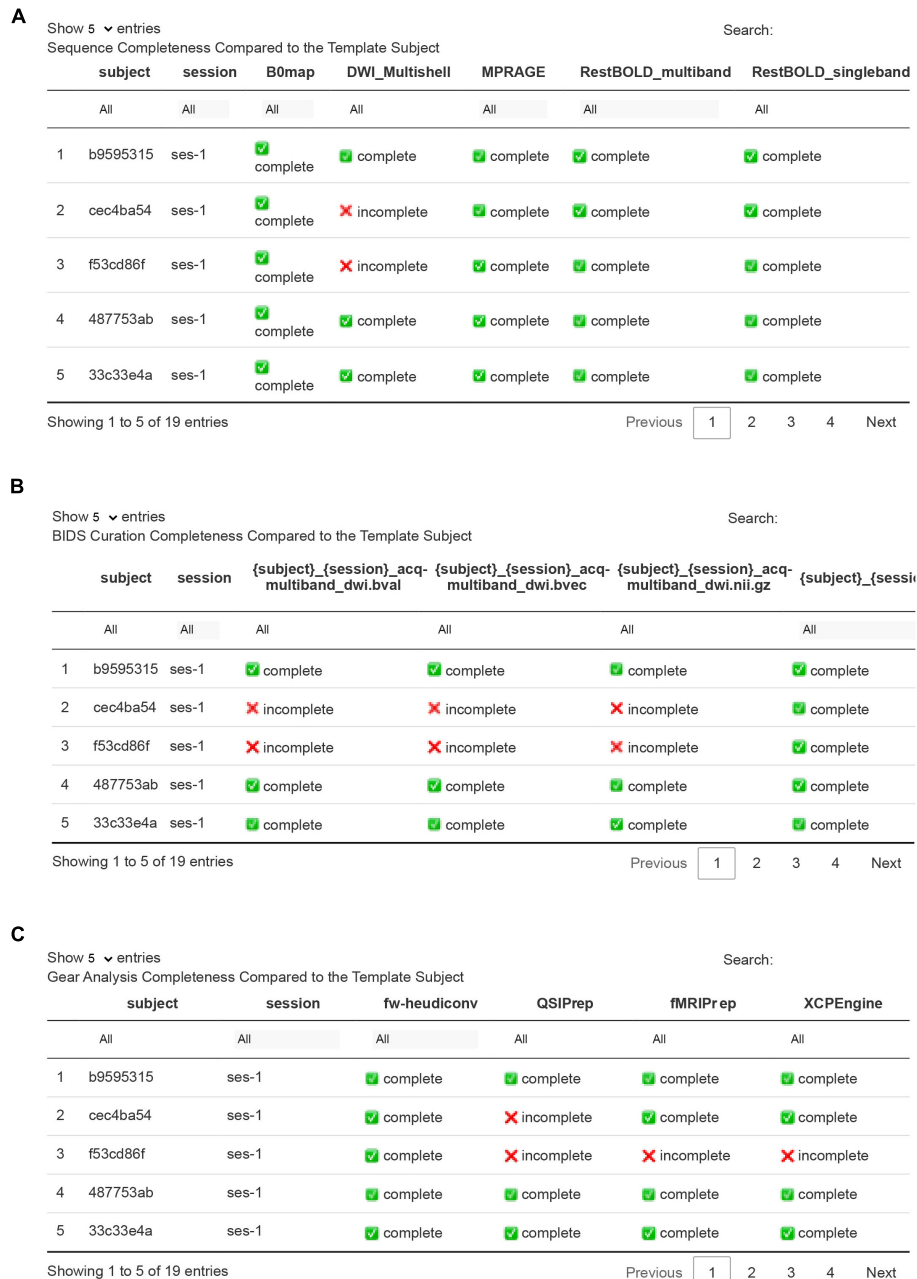 A
Show 5 entries
Search:
Sequence Completeness Compared to the Template Subject
subject session B0map DWI_Multishell MPRAGE RestBOLD_multiband RestBOLD_singleband
All All All All All All All
1 b9595315 ses-1 complete complete complete complete complete
2 cec4ba54 ses-1 complete incomplete complete complete complete
3 f53cd86f ses-1 complete incomplete complete complete complete
4 487753ab ses-1 complete complete complete complete complete
5 33c33e4a ses-1 complete complete complete complete complete
Showing 1 to 5 of 19 entries
Previous 1 2 3 4 Next
B
Show 5 entries
Search:
BIDS Curation Completeness Compared to the Template Subject
subject session {subject}_{session}_acq-multiband_dwi.bval {subject}_{session}_acq-multiband_dwi.bvec {subject}_{session}_acq-multiband_dwi.nii.gz {subject}_{sessi
All All All All All All
1 b9595315 ses-1 complete complete complete complete
2 cec4ba54 ses-1 incomplete incomplete incomplete complete
3 f53cd86f ses-1 incomplete incomplete incomplete complete
4 487753ab ses-1 complete complete complete complete
5 33c33e4a ses-1 complete complete complete complete
Showing 1 to 5 of 19 entries
Previous 1 2 3 4 Next
C
Show 5 entries
Search:
Gear Analysis Completeness Compared to the Template Subject
subject session fw-heudiconv QSIPrep fMRIPrep XCPEngine
All All All All All All
1 b9595315 ses-1 complete complete complete complete
2 cec4ba54 ses-1 complete incomplete complete complete
3 f53cd86f ses-1 complete incomplete incomplete incomplete
4 487753ab ses-1 complete complete complete complete
5 33c33e4a ses-1 complete complete complete complete
Showing 1 to 5 of 19 entries
Previous 1 2 3 4 Next